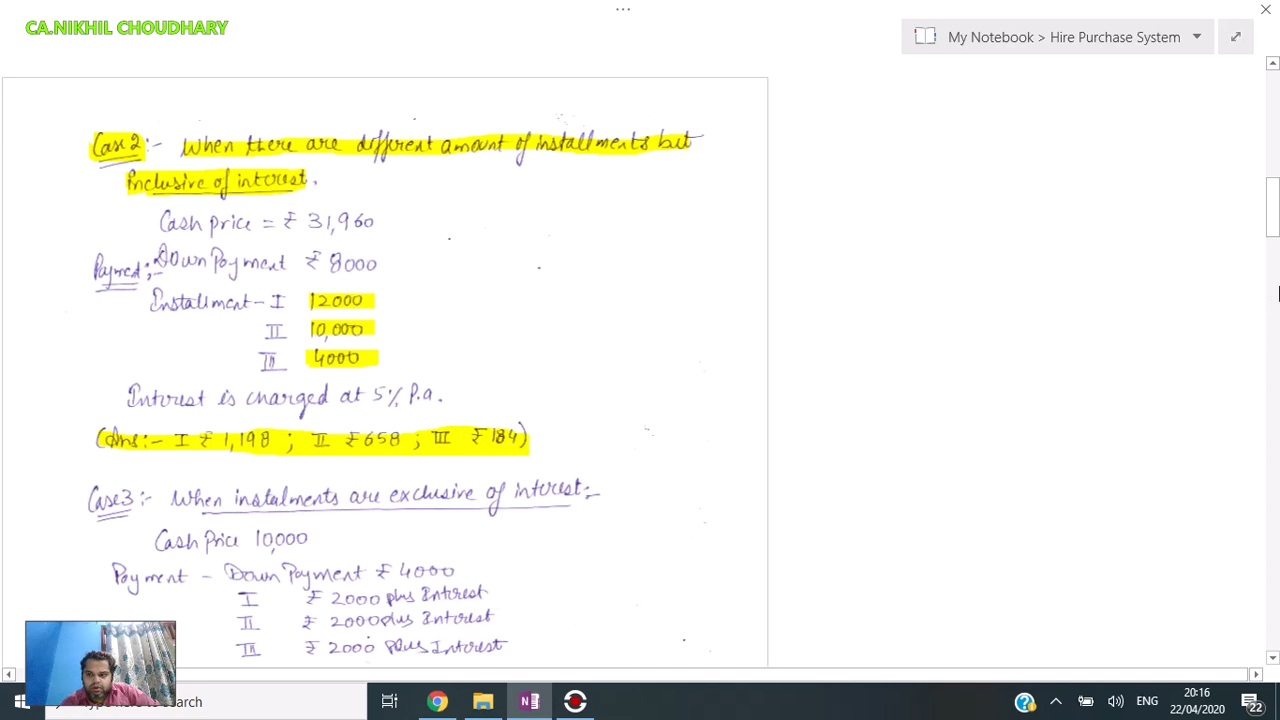 CA.NIKHIL CHOUDHARY
My Notebook > Hire Purchase System
Case 2:- When there are different amount of installments but
inclusive of interest.
Cash price = ₹ 31,960
Payment:- Down Payment ₹ 8000
Installment- I 12000
II 10,000
III 4000
Interest is charged at 5% P.a.
(Ans:- I ₹ 1,198 ; II ₹658 ; III ₹184)
Case3:- When instalments are exclusive of interest:-
Cash Price 10,000
Payment - Down Payment ₹ 4000
I ₹ 2000 plus Interest
II ₹ 2000 plus Interest
III ₹ 2000 plus Interest
search
ENG
20:16
22/04/2020
22